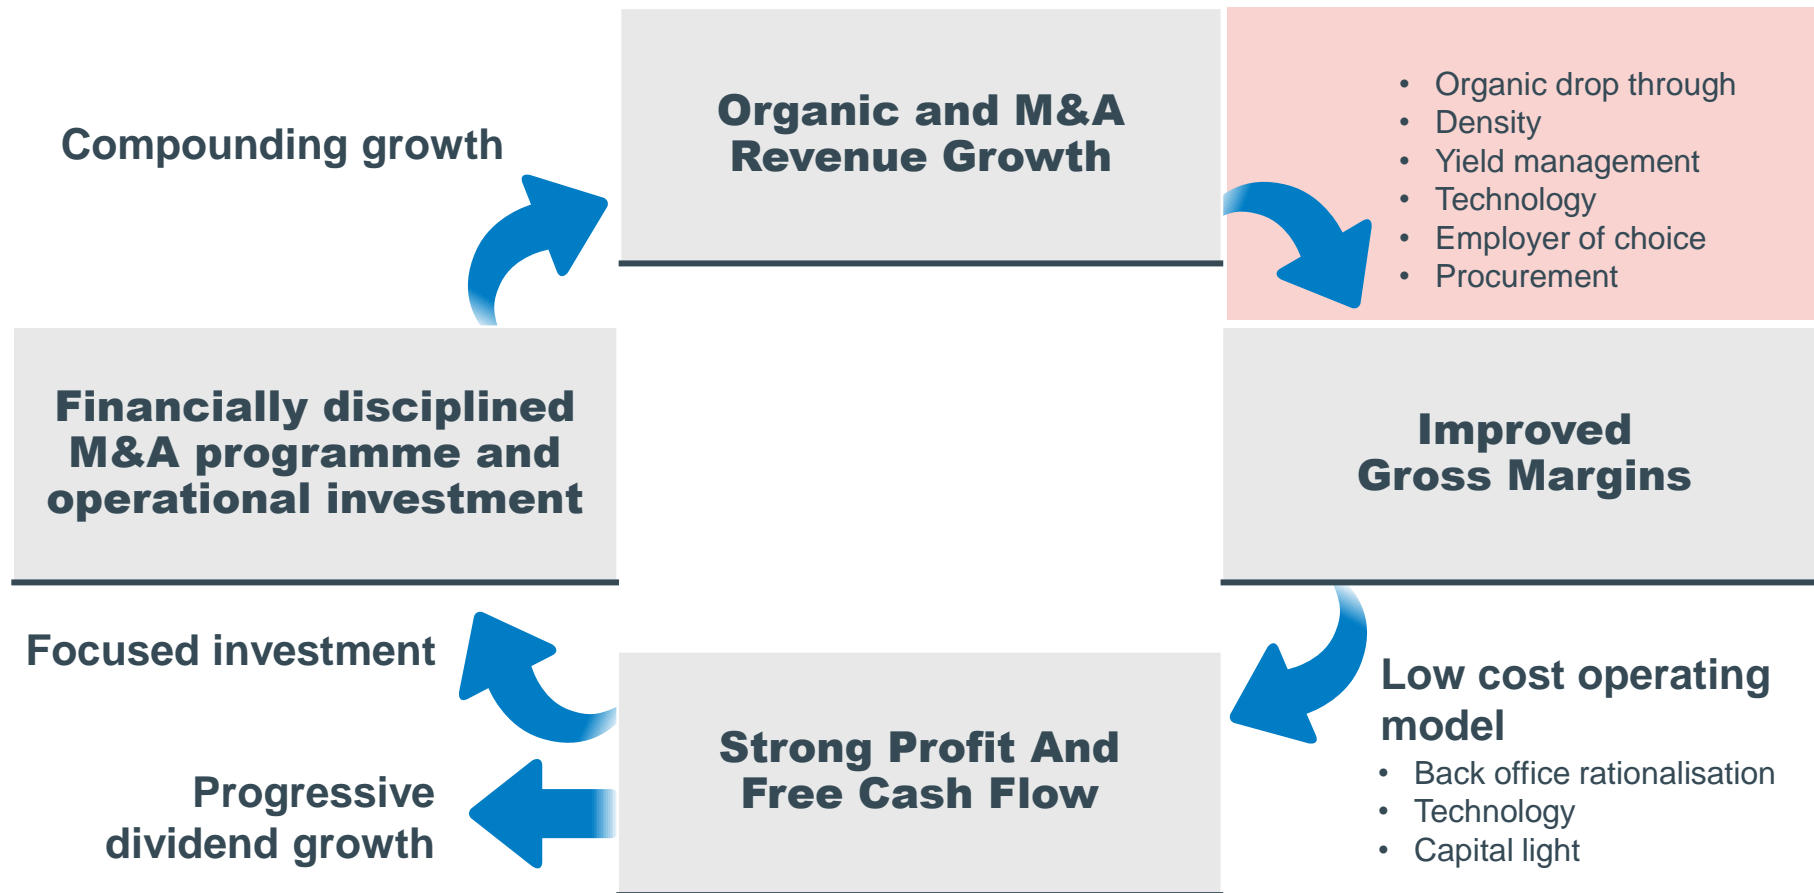 Organic and M&A
Revenue Growth
• Organic drop through
• Density
• Yield management
• Technology
• Employer of choice
• Procurement
Compounding growth
Financially disciplined
M&A programme and
operational investment
Improved
Gross Margins
Focused investment
Low cost operating
model
• Back office rationalisation
• Technology
• Capital light
Strong Profit And
Free Cash Flow
Progressive
dividend growth